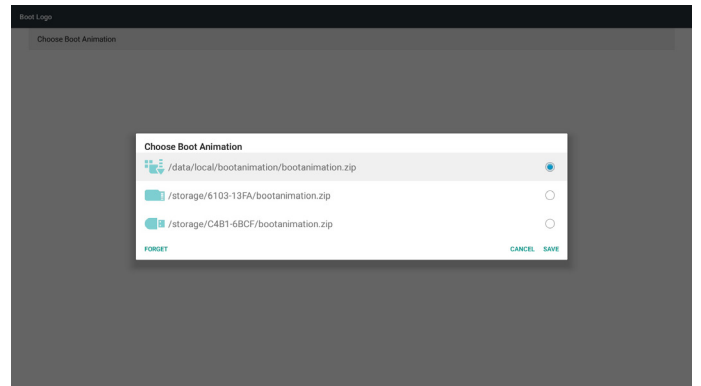 Boot Logo
Choose Boot Animation
Choose Boot Animation
/data/local/bootanimation/bootanimation.zip
/storage/6103-13FA/bootanimation.zip
/storage/C4B1-6BCF/bootanimation.zip
FORGET CANCEL SAVE